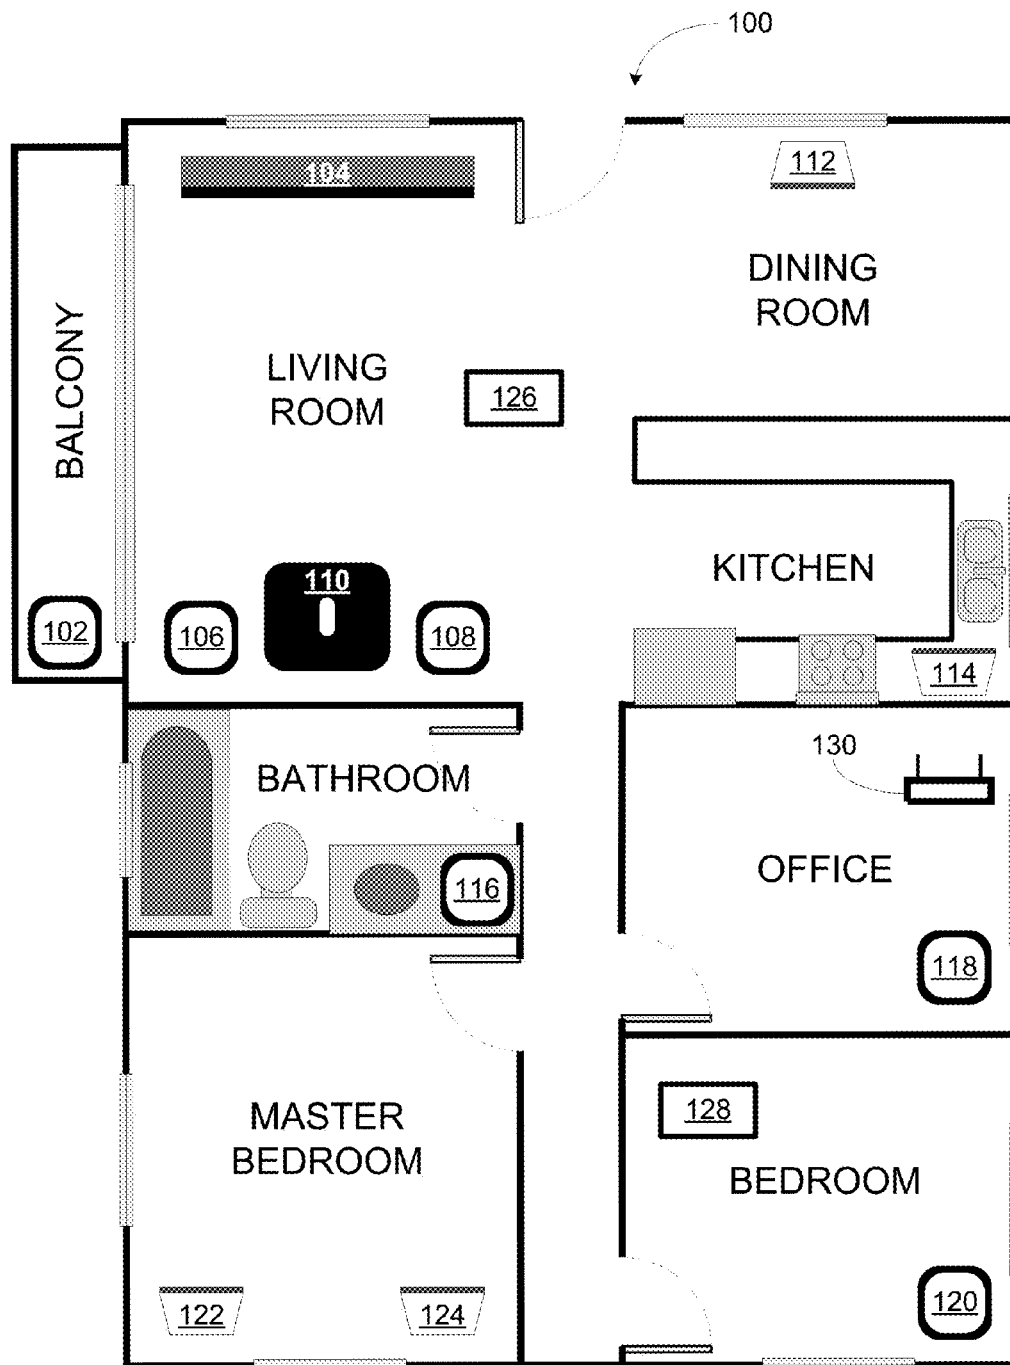 100
104
112
DINING
ROOM
BALCONY
LIVING
ROOM
126
KITCHEN
110
102
106
108
114
130
BATHROOM
OFFICE
116
118
MASTER
BEDROOM
128
BEDROOM
122
124
120